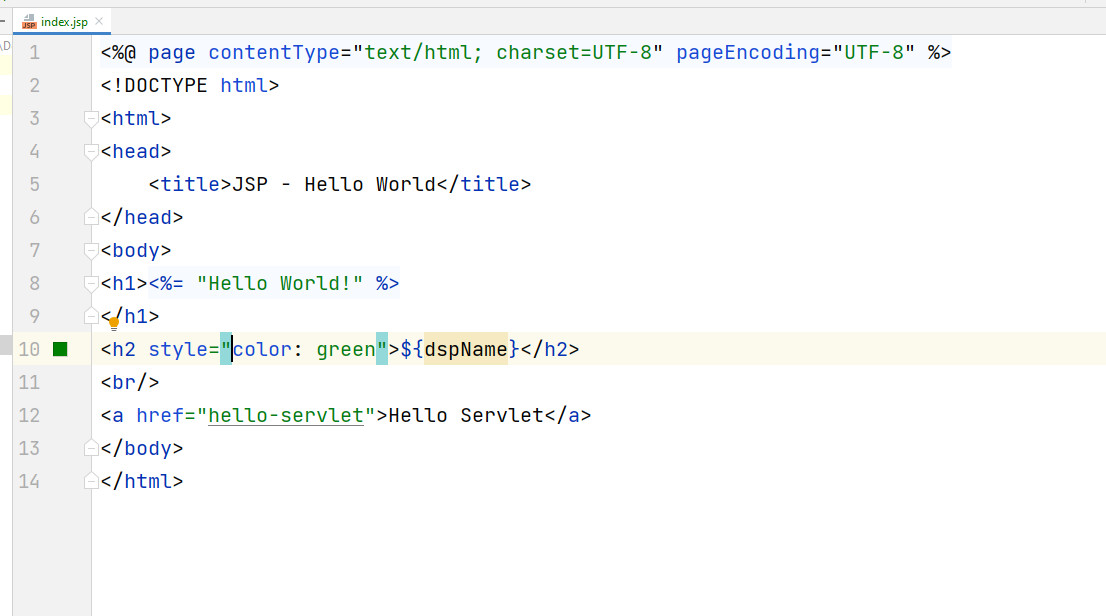 index.jsp
\D
1 <%@ page contentType="text/html; charset=UTF-8" pageEncoding="UTF-8" %>
2 <!DOCTYPE html>
3 <html>
4 <head>
5     <title>JSP - Hello World</title>
6 </head>
7 <body>
8 <h1><%= "Hello World!" %>
9 </h1>
10 <h2 style="color: green">${dspName}</h2>
11 <br/>
12 <a href="hello-servlet">Hello Servlet</a>
13 </body>
14 </html>